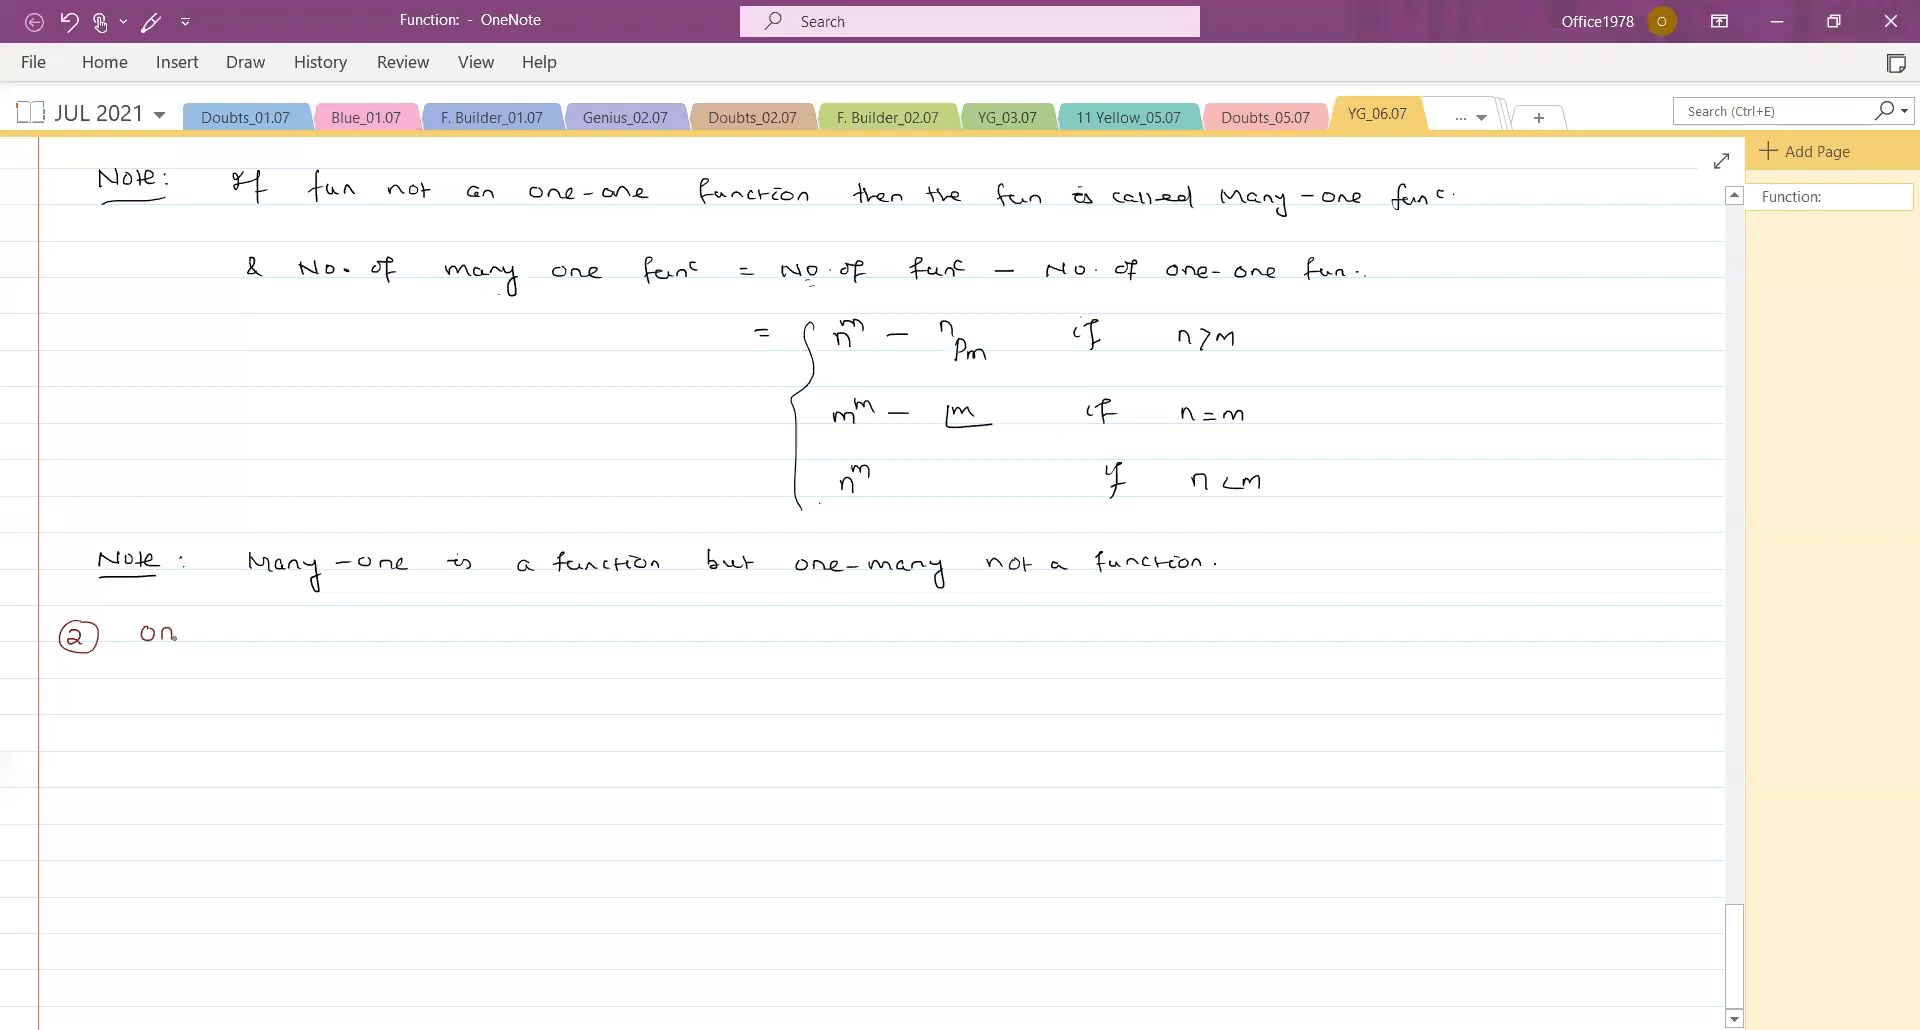 Function: - OneNote
Search
Office1978
O
File Home Insert Draw History Review View Help
JUL 2021
Doubts_01.07 Blue_01.07 F. Builder_01.07 Genius_02.07 Doubts_02.07 F. Builder_02.07 YG_03.07 11 Yellow_05.07 Doubts_05.07 YG_06.07 ... +
Search (Ctrl+E)
+ Add Page
Function:
Note: If fun not an one-one function then the fun is called Many-one func.
& No. of many one func = No. of func - No. of one-one fun.
= { n^m - ⁿP_m if n>m
m^m - |m if n=m
n^m if n<m
Note: Many-one is a function but one-many not a function.
② On